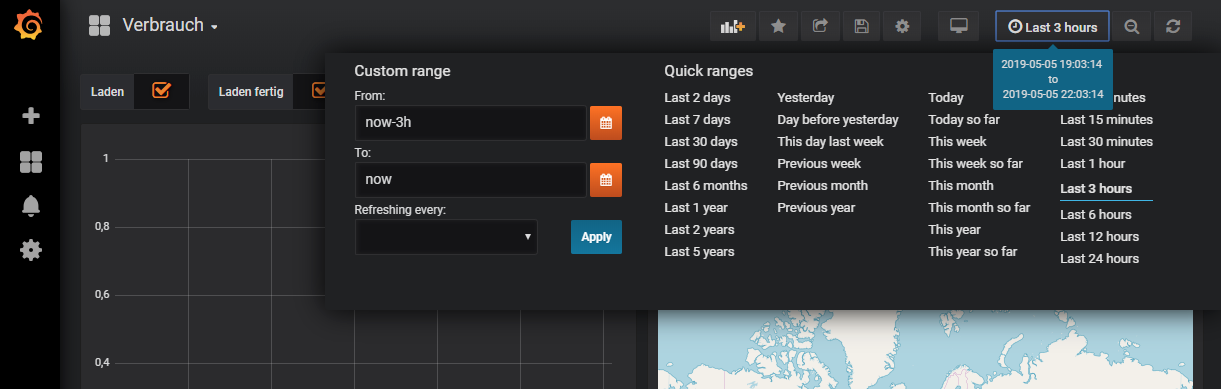 Verbrauch
Last 3 hours
2019-05-05 19:03:14
to
2019-05-05 22:03:14
Laden
Laden fertig
Custom range
From:
now-3h
To:
now
Refreshing every:
Apply
Quick ranges
Last 2 days
Last 7 days
Last 30 days
Last 90 days
Last 6 months
Last 1 year
Last 2 years
Last 5 years
Yesterday
Day before yesterday
This day last week
Previous week
Previous month
Previous year
Today
Today so far
This week
This week so far
This month
This month so far
This year
This year so far
Last 15 minutes
Last 30 minutes
Last 1 hour
Last 3 hours
Last 6 hours
Last 12 hours
Last 24 hours
1
0,8
0,6
0,4